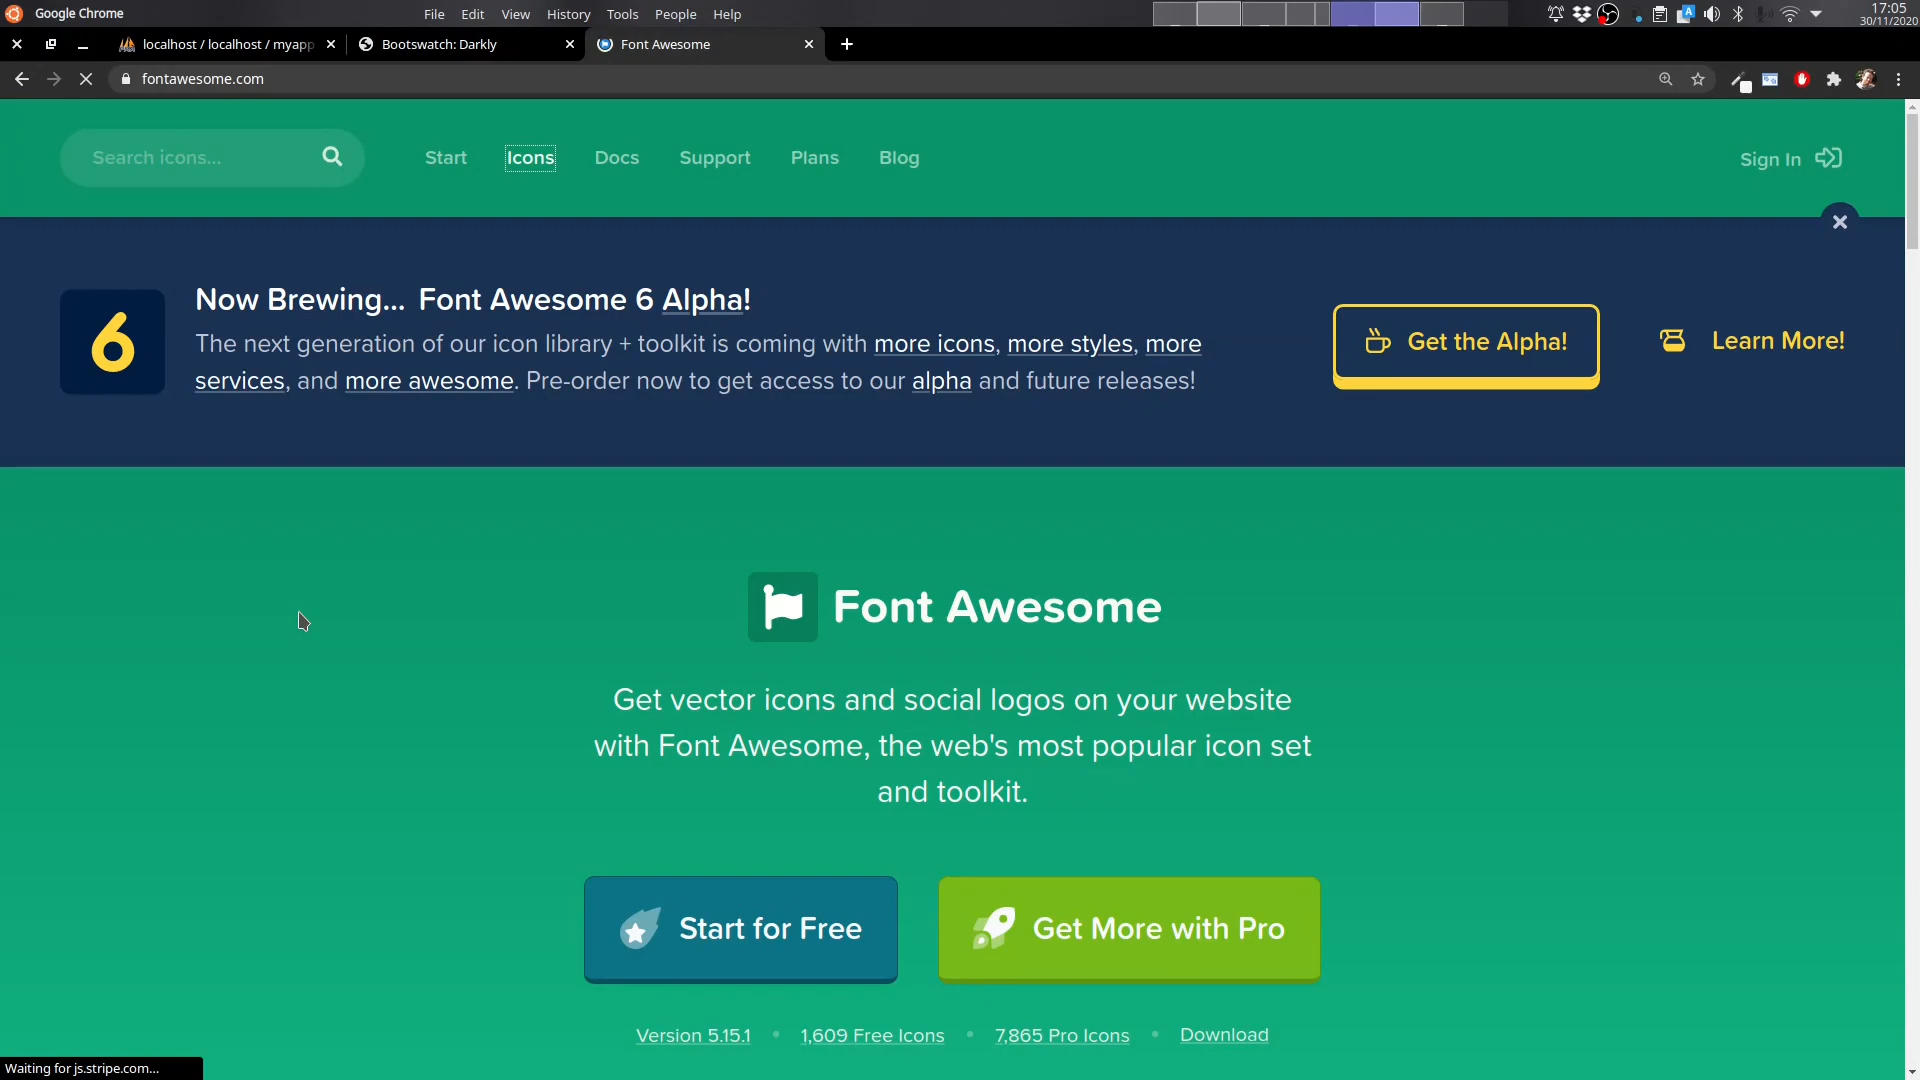 Google Chrome
File Edit View History Tools People Help
17:05
30/11/2020
localhost / localhost / myapp
Bootswatch: Darkly
Font Awesome
fontawesome.com
Search icons...
Start Icons Docs Support Plans Blog
Sign In
6
Now Brewing... Font Awesome 6 Alpha!
The next generation of our icon library + toolkit is coming with more icons, more styles, more
services, and more awesome. Pre-order now to get access to our alpha and future releases!
Get the Alpha!
Learn More!
Font Awesome
Get vector icons and social logos on your website
with Font Awesome, the web's most popular icon set
and toolkit.
Start for Free
Get More with Pro
Version 5.15.1 • 1,609 Free Icons • 7,865 Pro Icons • Download
Waiting for js.stripe.com...